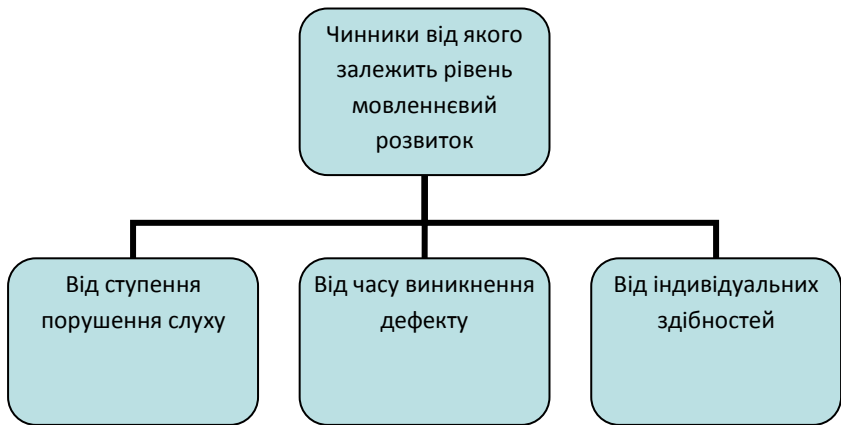 Чинники від якого
залежить рівень
мовленнєвий
розвиток
Від ступення
порушення слуху
Від часу виникнення
дефекту
Від індивідуальних
здібностей